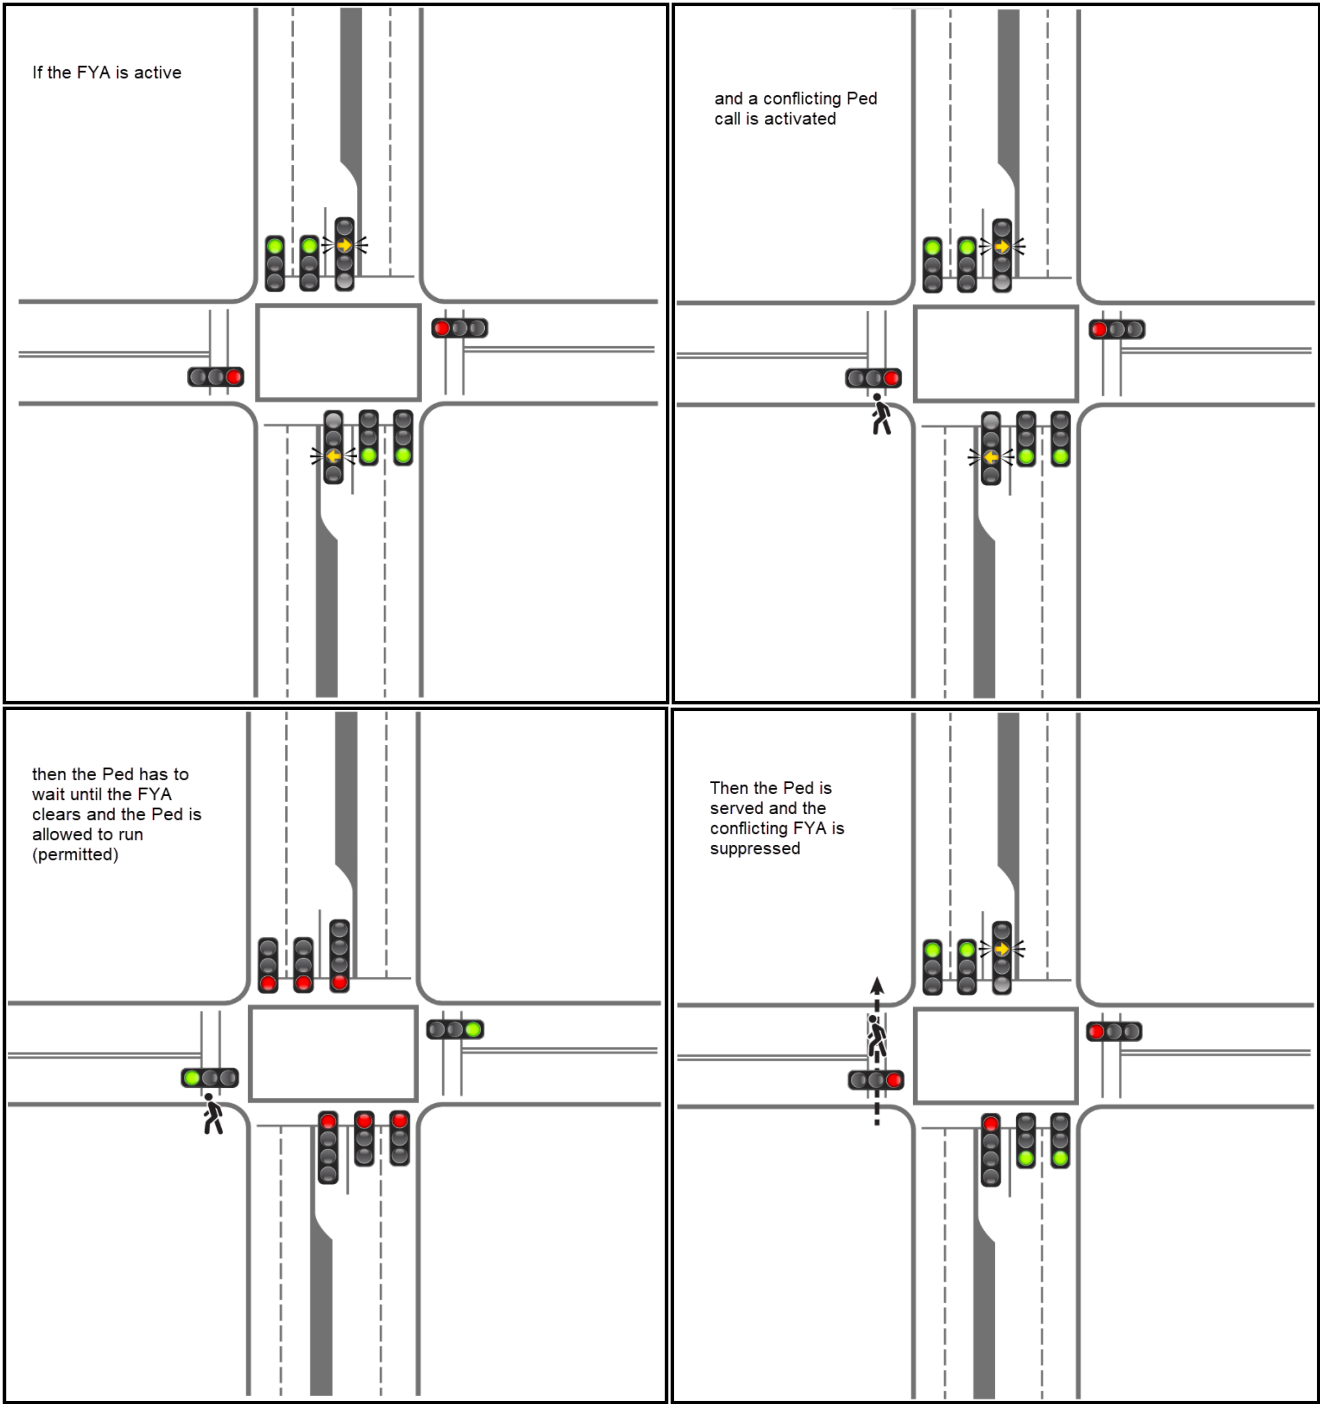 If the FYA is active
and a conflicting Ped
call is activated
then the Ped has to
wait until the FYA
clears and the Ped is
allowed to run
(permitted)
Then the Ped is
served and the
conflicting FYA is
suppressed